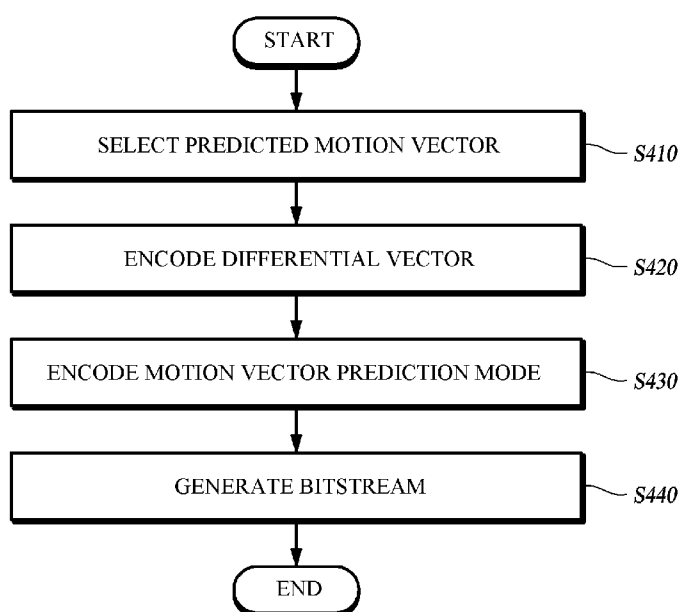 START
SELECT PREDICTED MOTION VECTOR
S410
ENCODE DIFFERENTIAL VECTOR
S420
ENCODE MOTION VECTOR PREDICTION MODE
S430
GENERATE BITSTREAM
S440
END